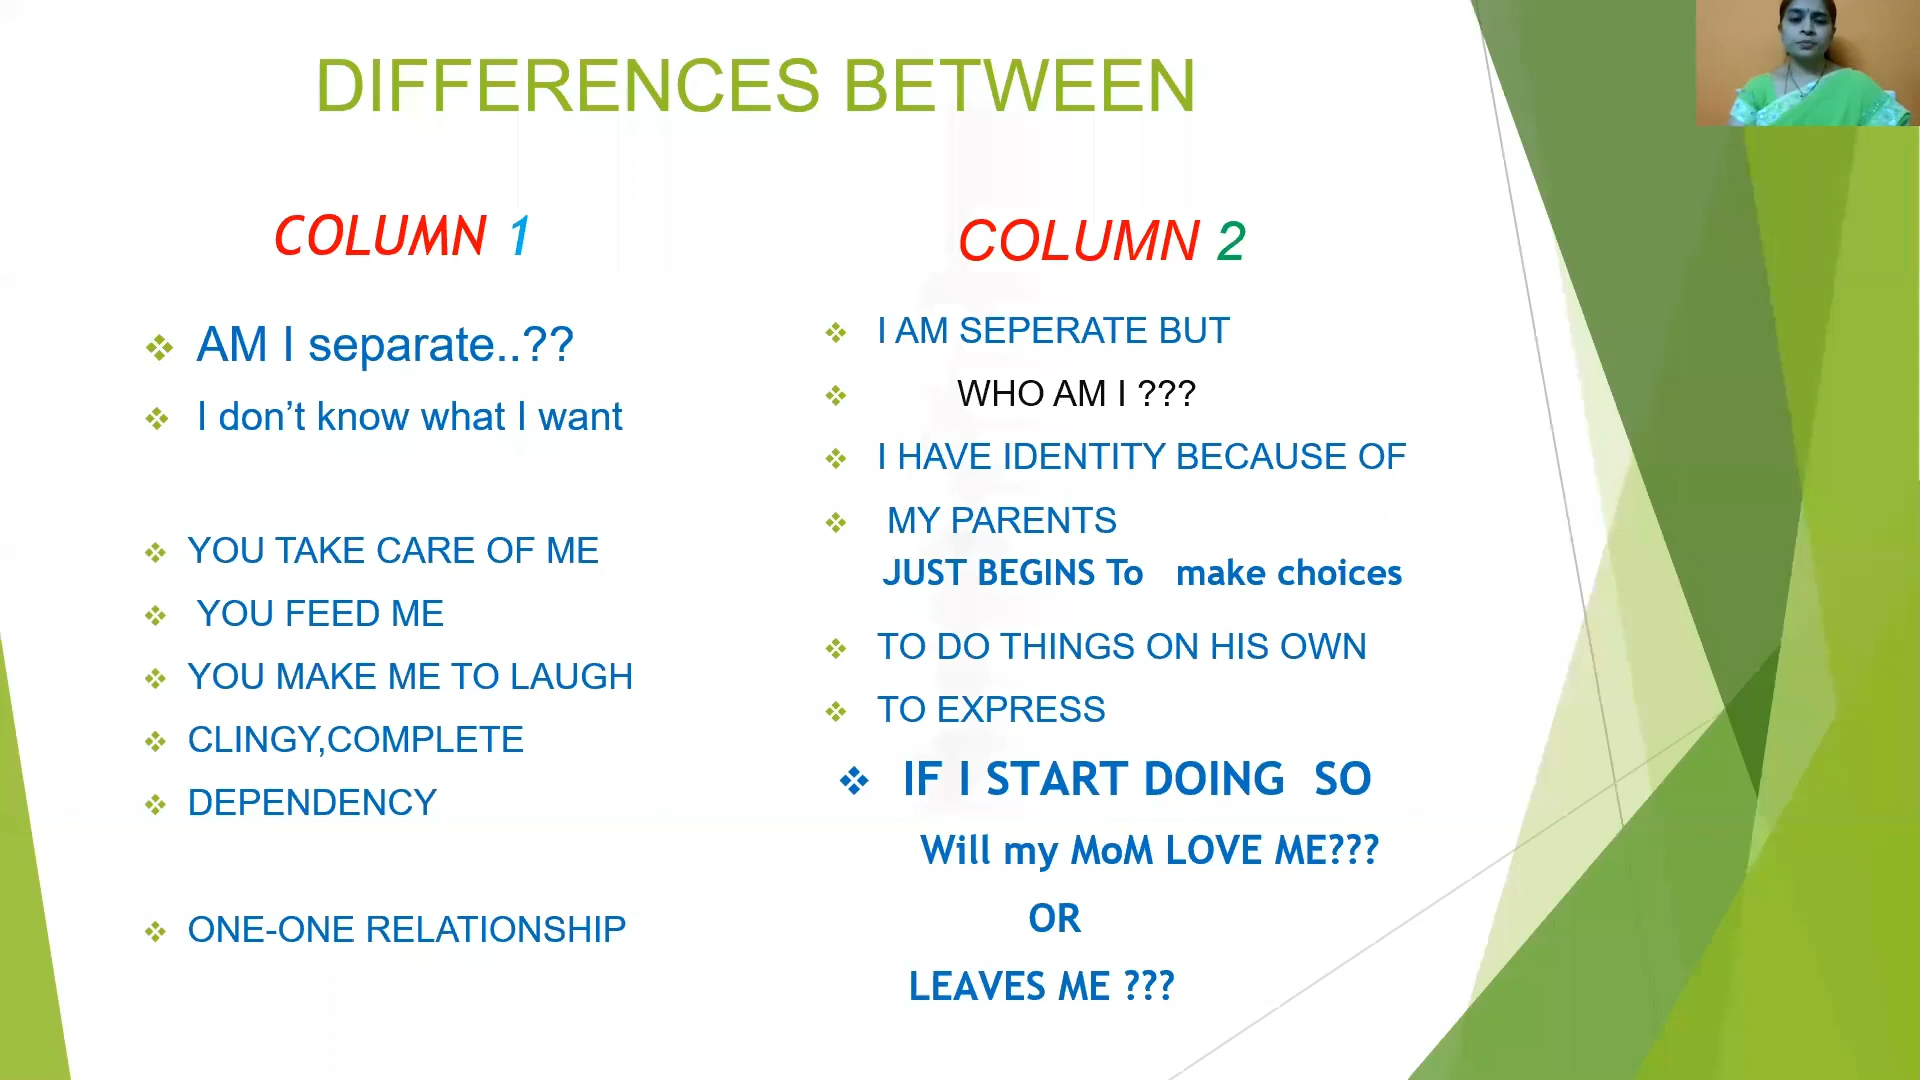 DIFFERENCES BETWEEN
COLUMN 1
AM I separate..??
I don’t know what I want
YOU TAKE CARE OF ME
YOU FEED ME
YOU MAKE ME TO LAUGH
CLINGY,COMPLETE
DEPENDENCY
ONE-ONE RELATIONSHIP
COLUMN 2
I AM SEPERATE BUT
WHO AM I ???
I HAVE IDENTITY BECAUSE OF
MY PARENTS
JUST BEGINS To make choices
TO DO THINGS ON HIS OWN
TO EXPRESS
IF I START DOING SO
Will my MoM LOVE ME???
OR
LEAVES ME ???